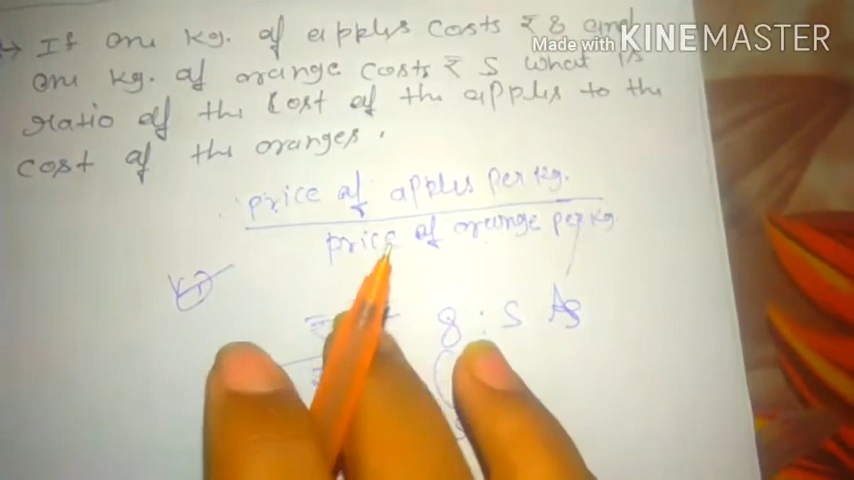 If one kg. of apples costs ₹ 8 and
one kg. of orange costs ₹ 5 what is
ratio of the cost of the apples to the
cost of the oranges.
price of apples per kg.
price of orange per kg.
8 : 5 As
Made with KINEMASTER